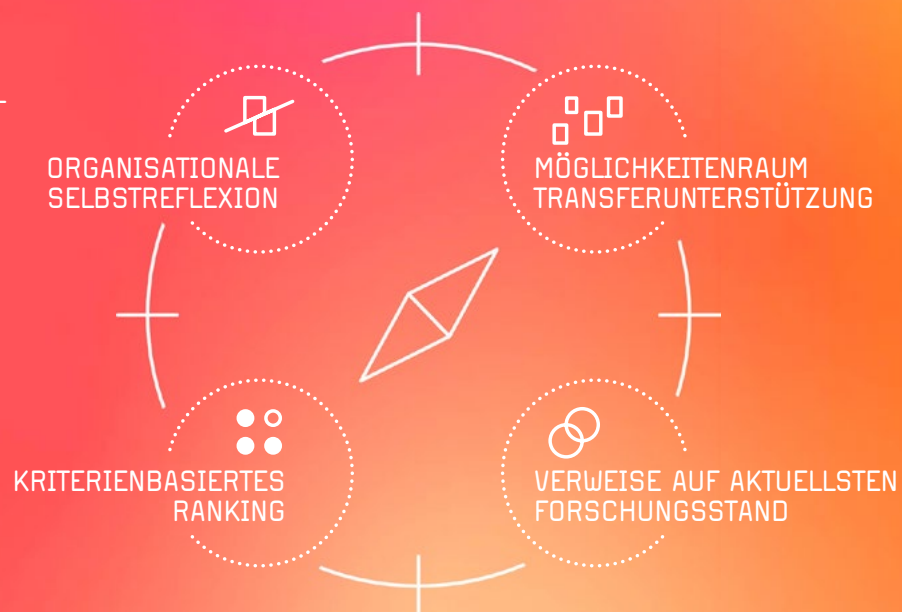 ORGANISATIONALE
SELBSTREFLEXION
MÖGLICHKEITENRAUM
TRANSFERUNTERSTÜTZUNG
KRITERIENBASIERTES
RANKING
VERWEISE AUF AKTUELLSTEN
FORSCHUNGSSTAND